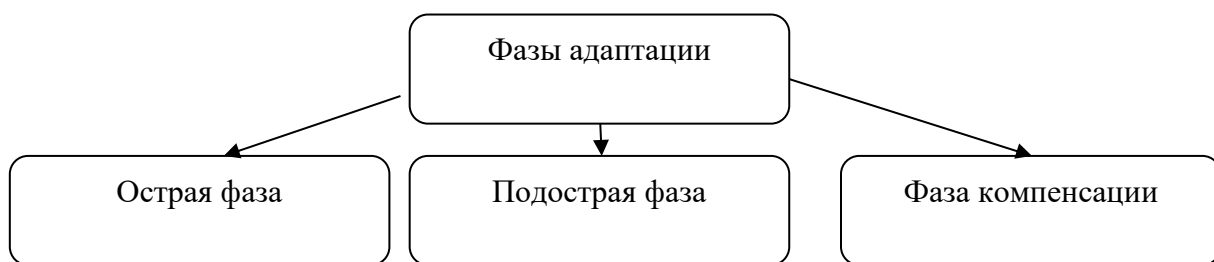 Фазы адаптации
Острая фаза
Подострая фаза
Фаза компенсации